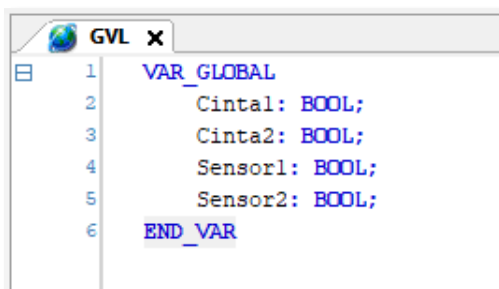 GVL
1 VAR_GLOBAL
2 Cinta1: BOOL;
3 Cinta2: BOOL;
4 Sensor1: BOOL;
5 Sensor2: BOOL;
6 END_VAR